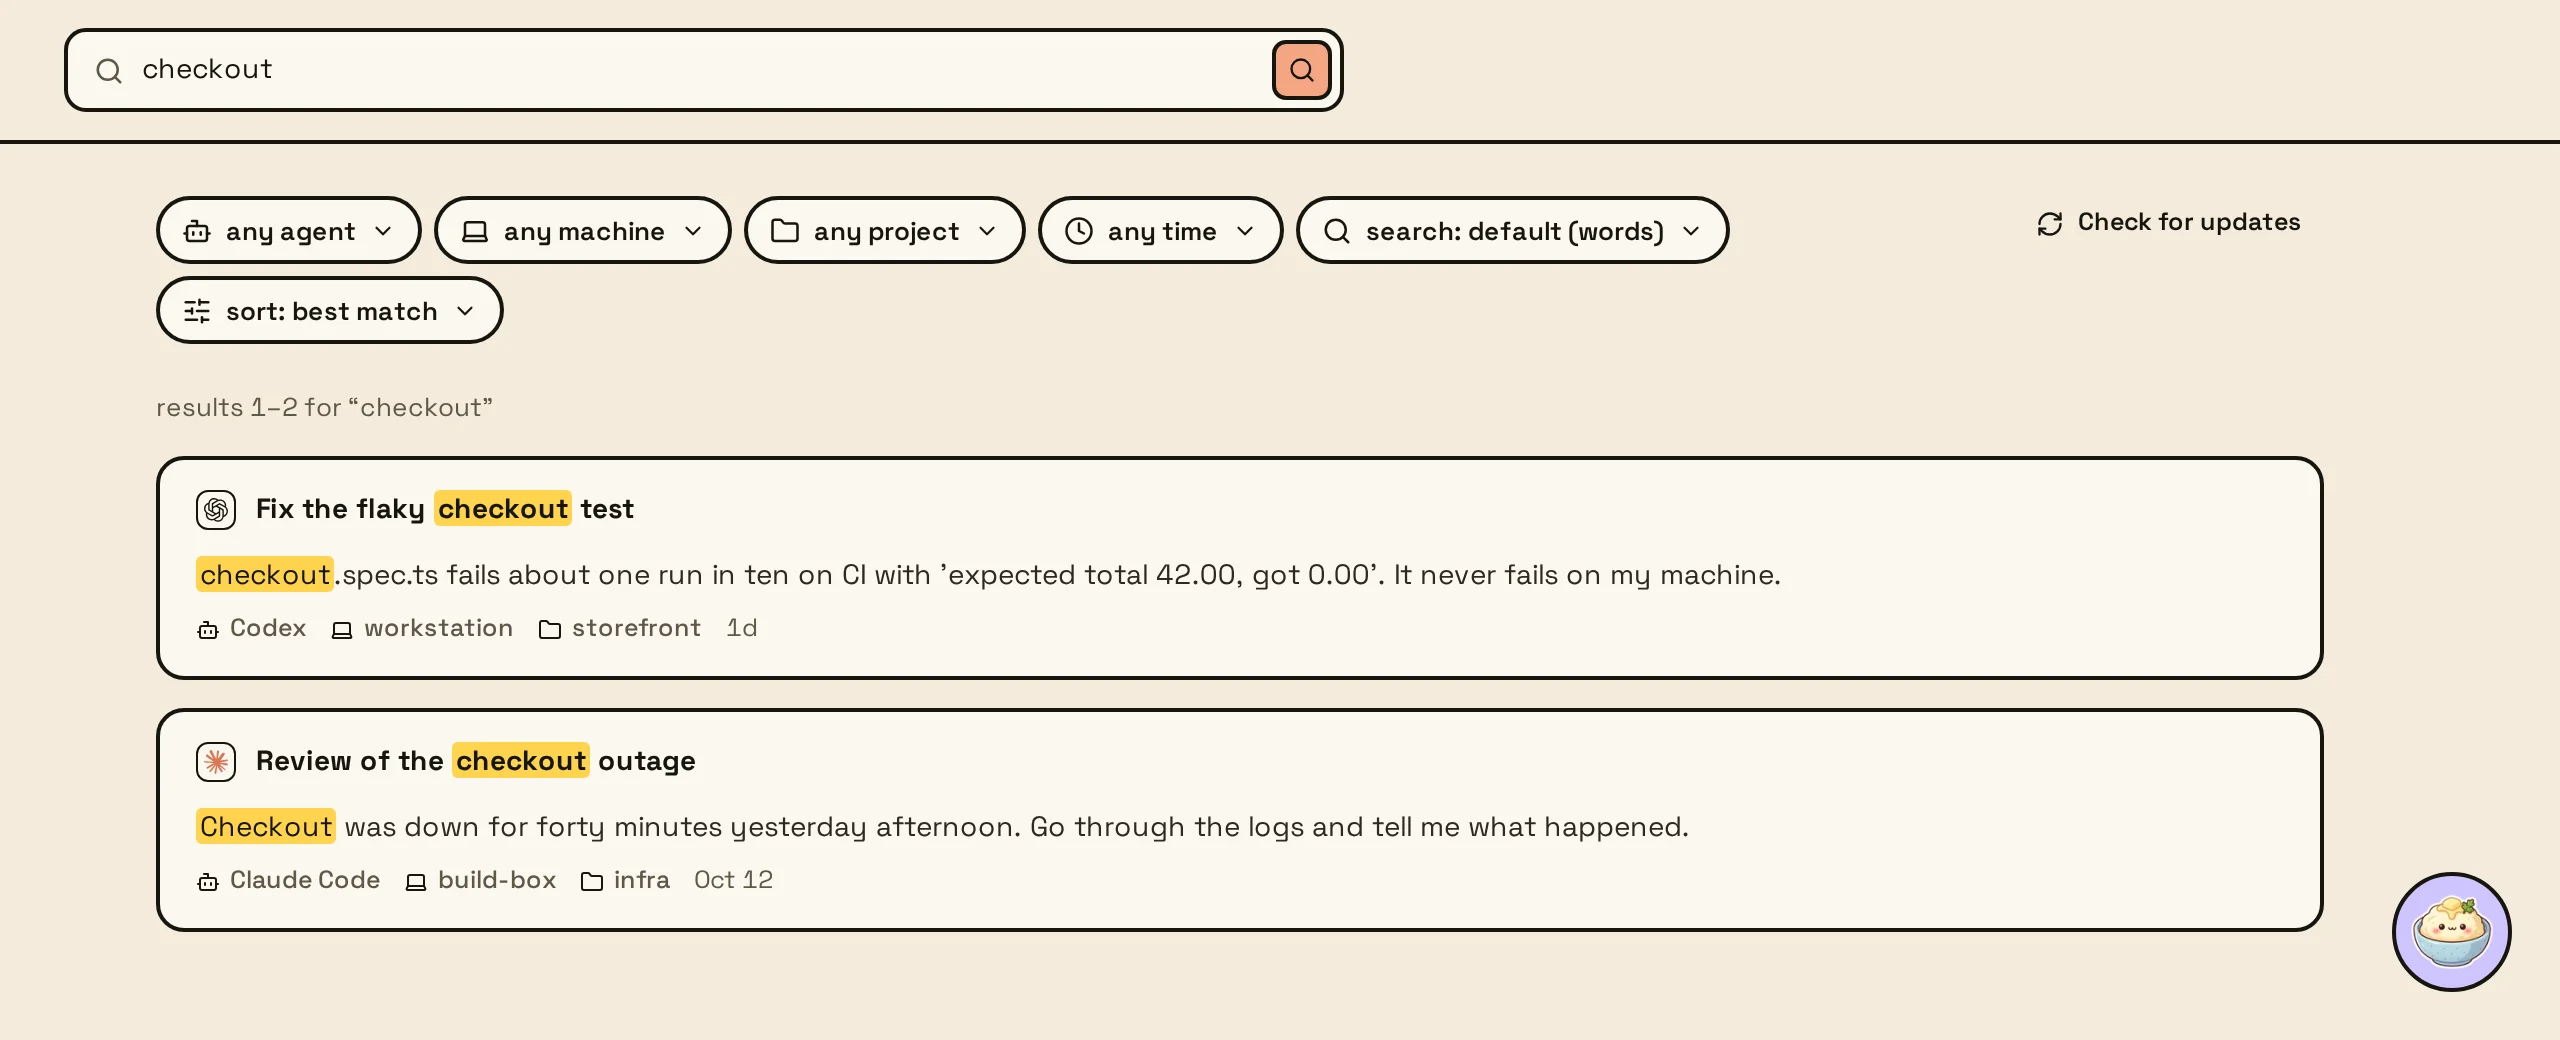 checkout
any agent
any machine
any project
any time
search: default (words)
Check for updates
sort: best match
results 1–2 for “checkout”
Fix the flaky checkout test
checkout.spec.ts fails about one run in ten on CI with ’expected total 42.00, got 0.00’. It never fails on my machine.
Codex workstation storefront 1d
Review of the checkout outage
Checkout was down for forty minutes yesterday afternoon. Go through the logs and tell me what happened.
Claude Code build-box infra Oct 12